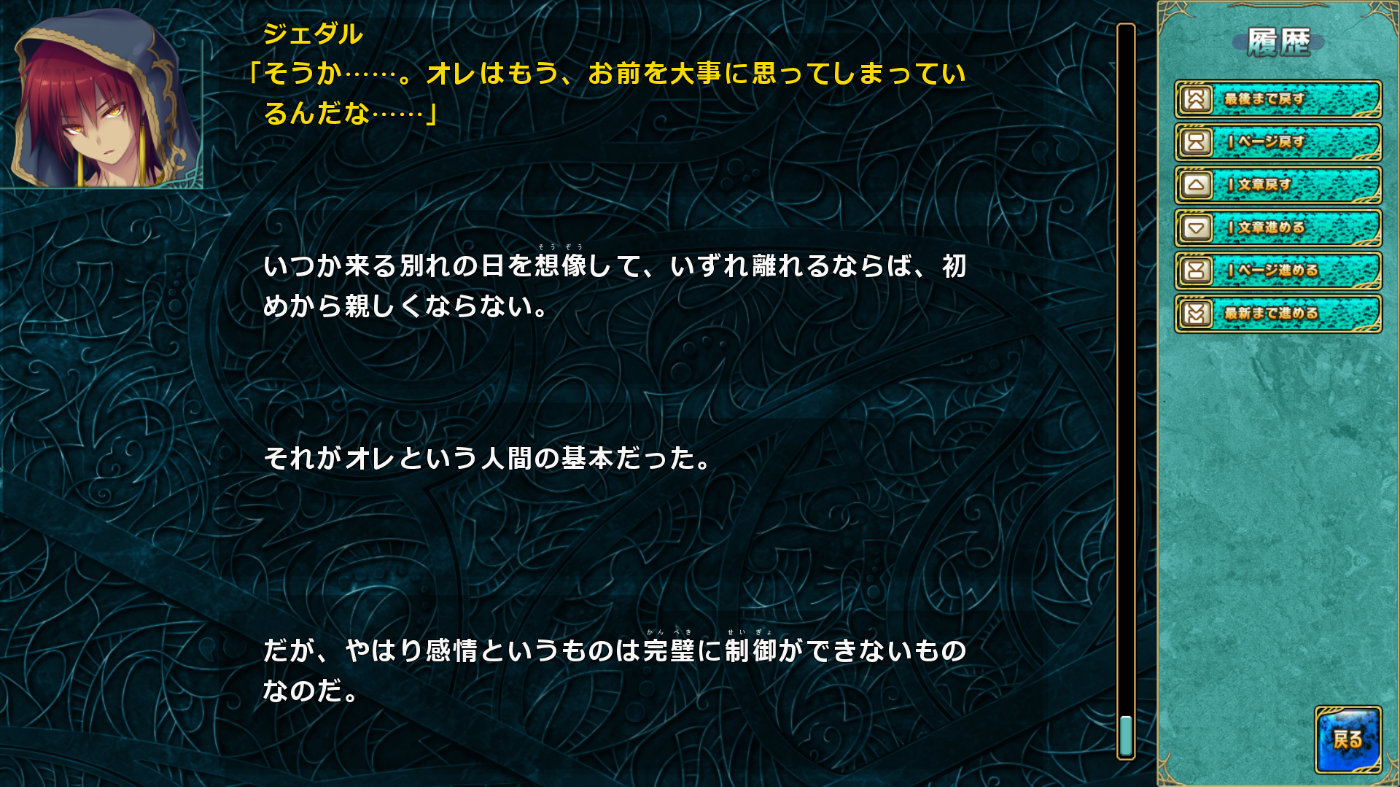 ジェダル
「そうか……。オレはもう、お前を大事に思ってしまってい
るんだな……」
そうぞう
いつか来る別れの日を想像して、いずれ離れるならば、初
めから親しくならない。
それがオレという人間の基本だった。
かんぺき せいぎょ
だが、やはり感情というものは完璧に制御ができないもの
なのだ。
履歴
最後まで戻す
1ページ戻す
1文章戻す
1文章進める
1ページ進める
最新まで進める
戻る